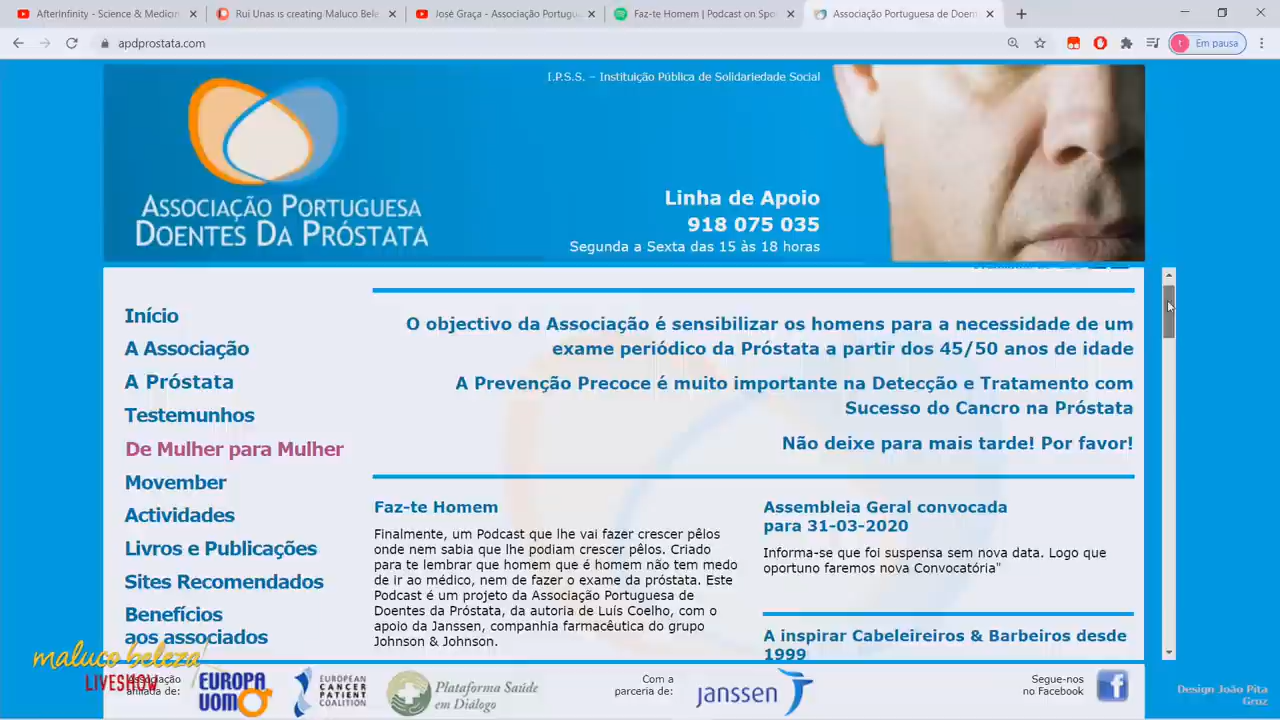 AfterInfinity - Science & Medicin
Rui Unas is creating Maluco Bele
José Graça - Associação Portugu
Faz-te Homem | Podcast on Spo
Associação Portuguesa de Doen
apdprostata.com
t
Em pausa
I.P.S.S. – Instituição Pública de Solidariedade Social
ASSOCIAÇÃO PORTUGUESA
DOENTES DA PRÓSTATA
Linha de Apoio
918 075 035
Segunda a Sexta das 15 às 18 horas
Início
A Associação
A Próstata
Testemunhos
De Mulher para Mulher
Movember
Actividades
Livros e Publicações
Sites Recomendados
Benefícios
aos associados
O objectivo da Associação é sensibilizar os homens para a necessidade de um
exame periódico da Próstata a partir dos 45/50 anos de idade
A Prevenção Precoce é muito importante na Detecção e Tratamento com
Sucesso do Cancro na Próstata
Não deixe para mais tarde! Por favor!
Faz-te Homem
Finalmente, um Podcast que lhe vai fazer crescer pêlos
onde nem sabia que lhe podiam crescer pêlos. Criado
para te lembrar que homem que é homem não tem medo
de ir ao médico, nem de fazer o exame da próstata. Este
Podcast é um projeto da Associação Portuguesa de
Doentes da Próstata, da autoria de Luís Coelho, com o
apoio da Janssen, companhia farmacêutica do grupo
Johnson & Johnson.
Assembleia Geral convocada
para 31-03-2020
Informa-se que foi suspensa sem nova data. Logo que
oportuno faremos nova Convocatória"
A inspirar Cabeleireiros & Barbeiros desde
1999
maluco beleza
LIVESHOW
Associação
afiliada de:
EUROPA
UOMO
EUROPEAN
CANCER
PATIENT
COALITION
Plataforma Saúde
em Diálogo
Com a
parceria de:
janssen
Segue-nos
no Facebook
f
Design João Pita
Groz